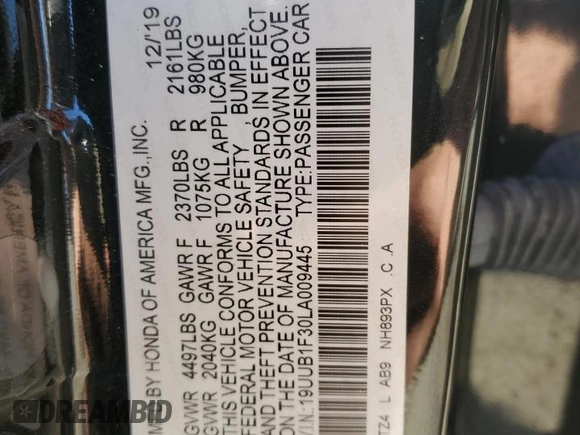 BY HONDA OF AMERICA MFG.,INC. 12/'19
GVWR 4497LBS GAWR F 2370LBS R 2161LBS
GVWR 2040KG GAWR F 1075KG R 980KG
THIS VEHICLE CONFORMS TO ALL APPLICABLE
FEDERAL MOTOR VEHICLE SAFETY , BUMPER,
AND THEFT PREVENTION STANDARDS IN EFFECT
ON THE DATE OF MANUFACTURE SHOWN ABOVE.
V.I.N.:19UUB1F30LA009445 TYPE:PASSENGER CAR
TZ4 L AB9 NH893PX .C .A
DREAMBID